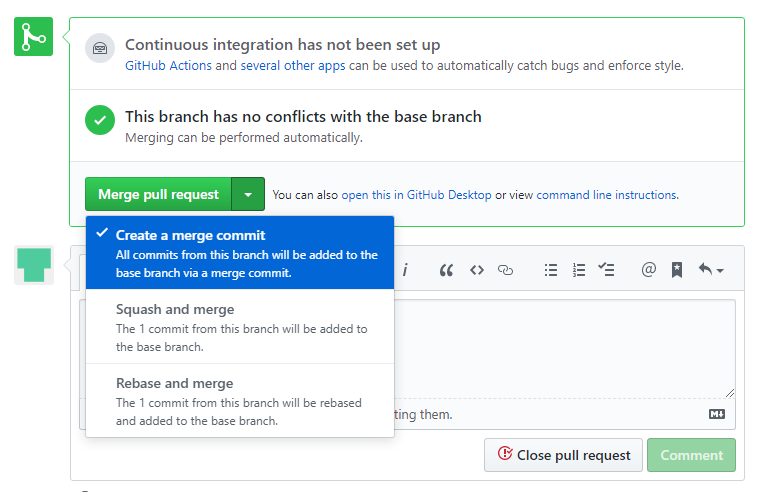 Continuous integration has not been set up
GitHub Actions and several other apps can be used to automatically catch bugs and enforce style.
This branch has no conflicts with the base branch
Merging can be performed automatically.
Merge pull request
You can also open this in GitHub Desktop or view command line instructions.
Create a merge commit
All commits from this branch will be added to the
base branch via a merge commit.
Squash and merge
The 1 commit from this branch will be added to
the base branch.
Rebase and merge
The 1 commit from this branch will be rebased
and added to the base branch.
ting them.
Close pull request
Comment